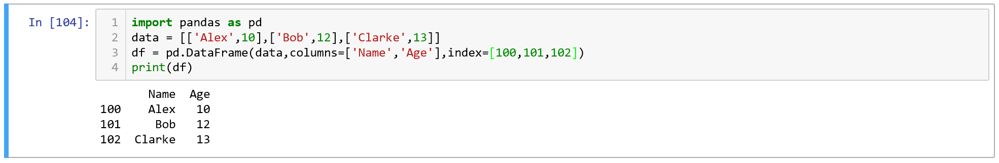 In [104]:
1 import pandas as pd
2 data = [['Alex',10],['Bob',12],['Clarke',13]]
3 df = pd.DataFrame(data,columns=['Name','Age'],index=[100,101,102])
4 print(df)
Name Age
100 Alex 10
101 Bob 12
102 Clarke 13